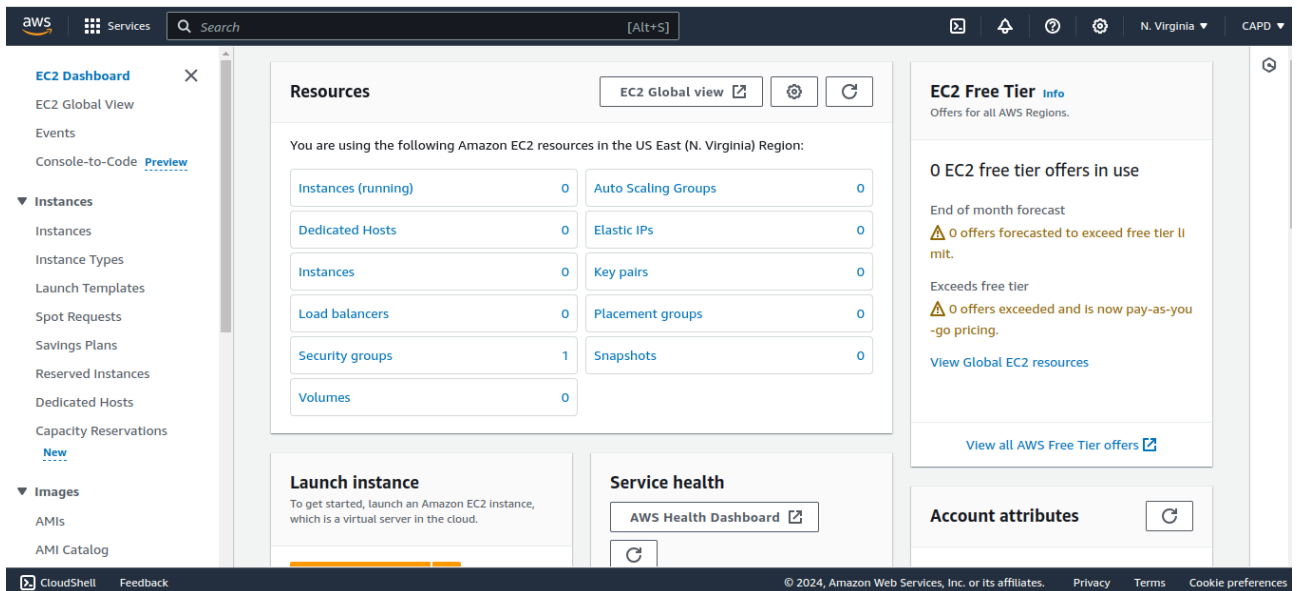 aws
Services
Search
[Alt+S]
N. Virginia ▼
CAPD ▼
EC2 Dashboard
EC2 Global View
Events
Console-to-Code Preview
▼ Instances
Instances
Instance Types
Launch Templates
Spot Requests
Savings Plans
Reserved Instances
Dedicated Hosts
Capacity Reservations
New
▼ Images
AMIs
AMI Catalog
Resources
EC2 Global view
You are using the following Amazon EC2 resources in the US East (N. Virginia) Region:
Instances (running) 0
Auto Scaling Groups 0
Dedicated Hosts 0
Elastic IPs 0
Instances 0
Key pairs 0
Load balancers 0
Placement groups 0
Security groups 1
Snapshots 0
Volumes 0
Launch instance
To get started, launch an Amazon EC2 instance,
which is a virtual server in the cloud.
Service health
AWS Health Dashboard
EC2 Free Tier Info
Offers for all AWS Regions.
0 EC2 free tier offers in use
End of month forecast
0 offers forecasted to exceed free tier li
mit.
Exceeds free tier
0 offers exceeded and is now pay-as-you
-go pricing.
View Global EC2 resources
View all AWS Free Tier offers
Account attributes
CloudShell
Feedback
© 2024, Amazon Web Services, Inc. or its affiliates.
Privacy
Terms
Cookie preferences